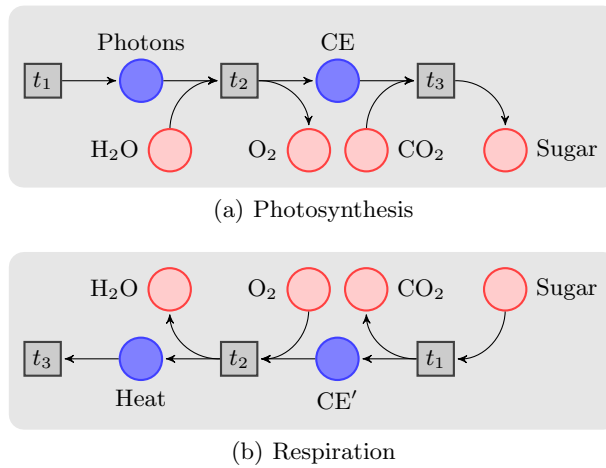 Photons CE
t₁ t₂ t₃
H₂O O₂ CO₂ Sugar
(a) Photosynthesis
H₂O O₂ CO₂ Sugar
t₃ t₂ t₁
Heat CE′
(b) Respiration